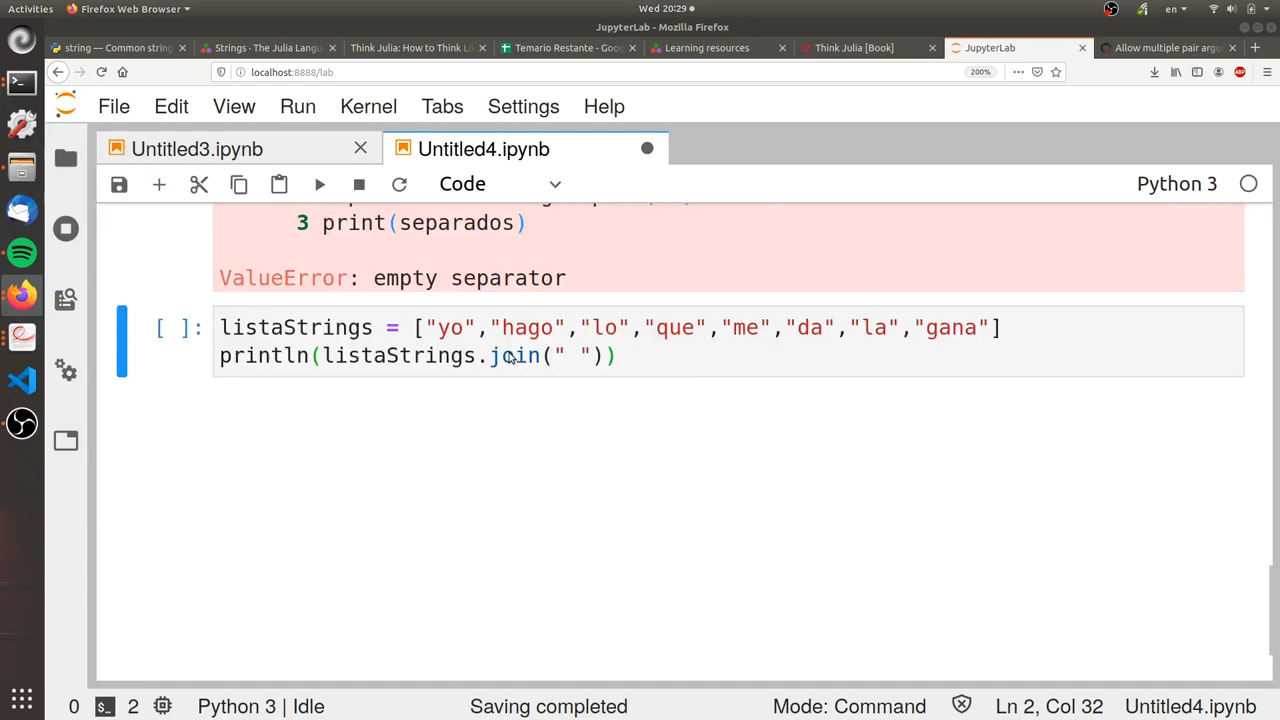 Activities Firefox Web Browser Wed 20:29 en
JupyterLab - Mozilla Firefox
string — Common string Strings · The Julia Langu Think Julia: How to Think Li Temario Restante - Goo Learning resources Think Julia [Book] JupyterLab Allow multiple pair argu
localhost:8888/lab 200% ABP
File Edit View Run Kernel Tabs Settings Help
Untitled3.ipynb Untitled4.ipynb
Code Python 3
3 print(separados)
ValueError: empty separator
[ ]: listaStrings = ["yo","hago","lo","que","me","da","la","gana"]
println(listaStrings.join(" "))
0 $_ 2 Python 3 | Idle Saving completed Mode: Command Ln 2, Col 32 Untitled4.ipynb